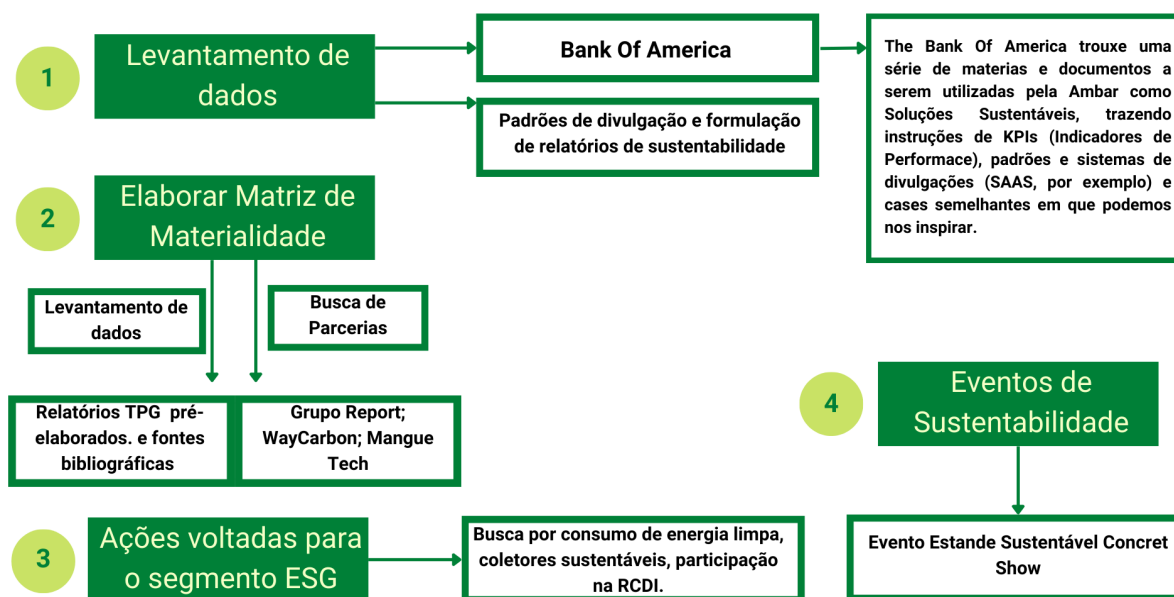 1
Levantamento de
dados
Bank Of America
Padrões de divulgação e formulação
de relatórios de sustentabilidade
The Bank Of America trouxe uma
série de materias e documentos a
serem utilizadas pela Ambar como
Soluções Sustentáveis, trazendo
instruções de KPIs (Indicadores de
Performace), padrões e sistemas de
divulgações (SAAS, por exemplo) e
cases semelhantes em que podemos
nos inspirar.
2
Elaborar Matriz de
Materialidade
Levantamento de
dados
Busca de
Parcerias
Relatórios TPG pré-
elaborados. e fontes
bibliográficas
Grupo Report;
WayCarbon; Mangue
Tech
3
Ações voltadas para
o segmento ESG
Busca por consumo de energia limpa,
coletores sustentáveis, participação
na RCDI.
4
Eventos de
Sustentabilidade
Evento Estande Sustentável Concret
Show